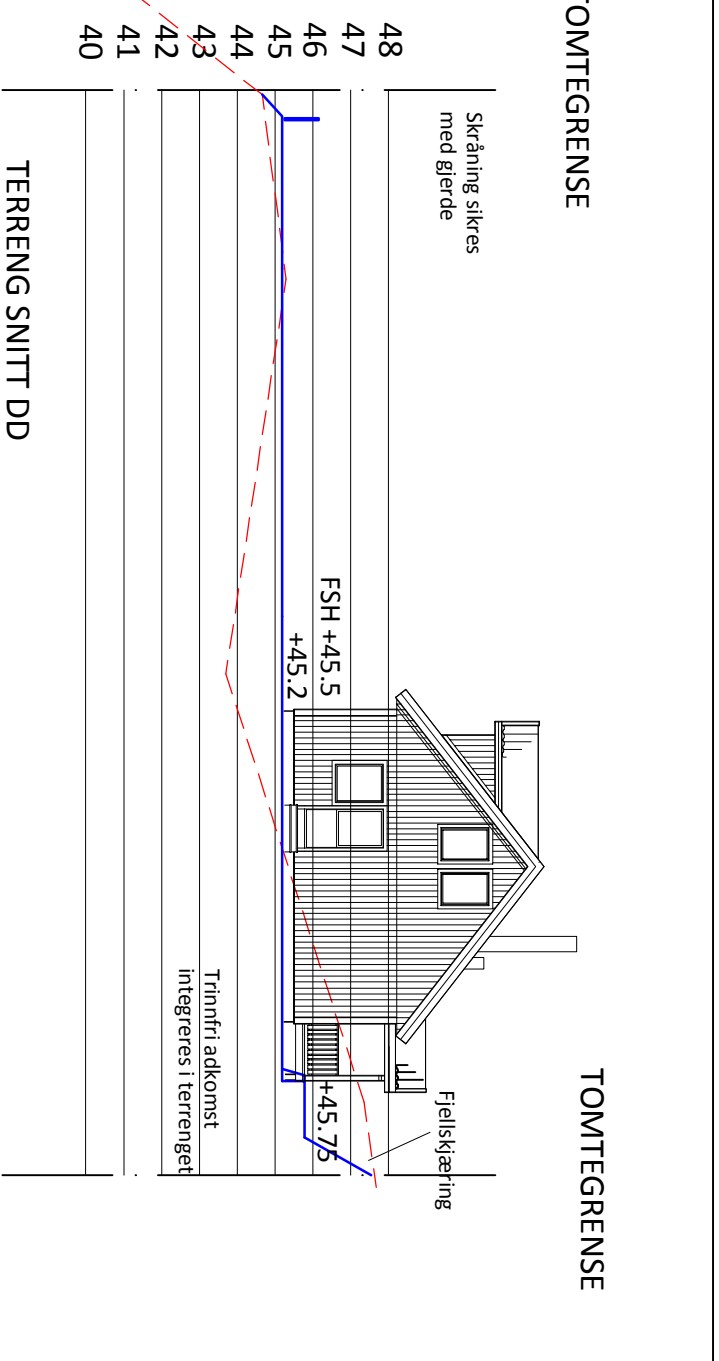 TOMTEGRENSE
TOMTEGRENSE
Skråning sikres
med gjerde
Fjellskjæring
48
47
46
45
44
43
42
41
40
FSH +45.5
+45.2
+45.75
Trinnfri adkomst
integreres i terrenget
TERRENG SNITT DD